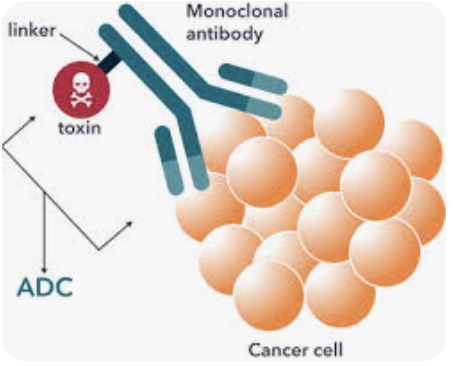 Monoclonal
antibody
linker
toxin
ADC
Cancer cell